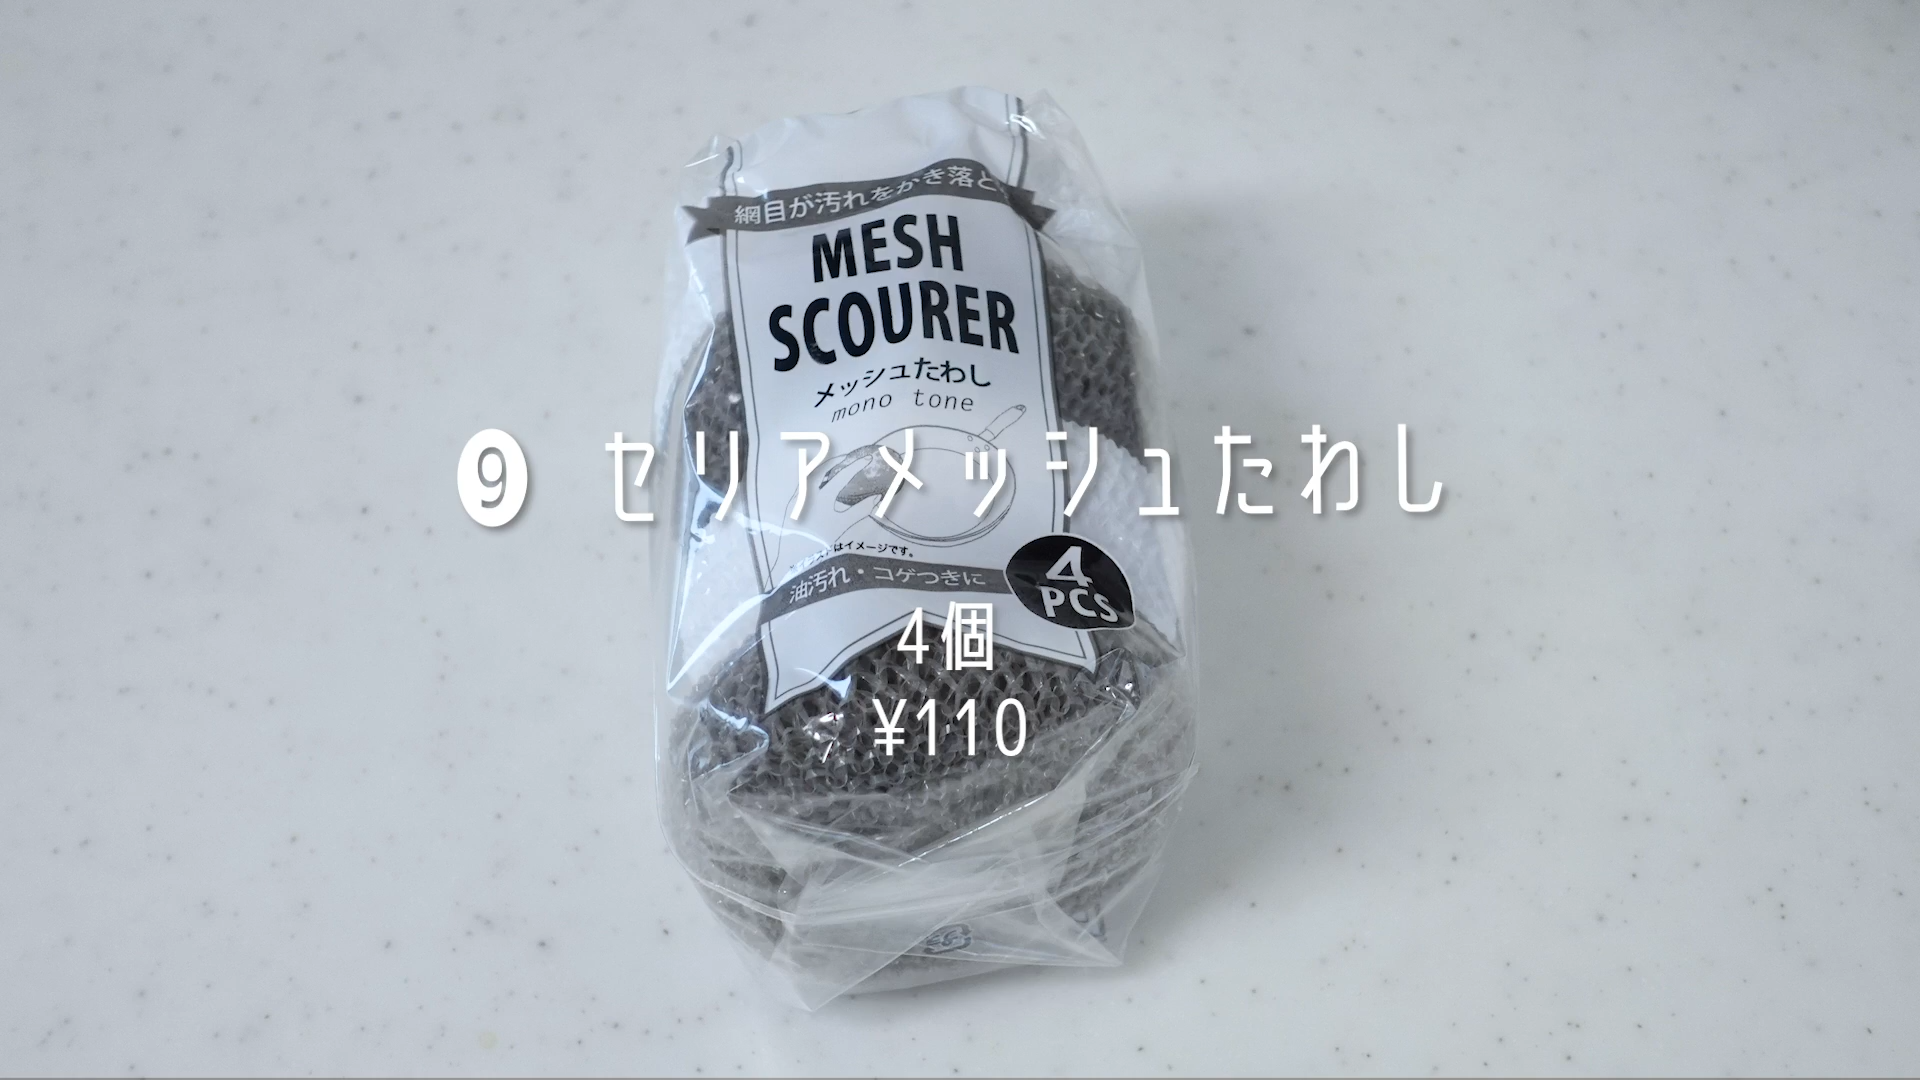 網目が汚れをかき落と
MESH
SCOURER
メッシュたわし
mono tone
❾ セリアメッシュたわし
はイメージです。
油汚れ・コゲつきに
4
PCS
4個
¥110